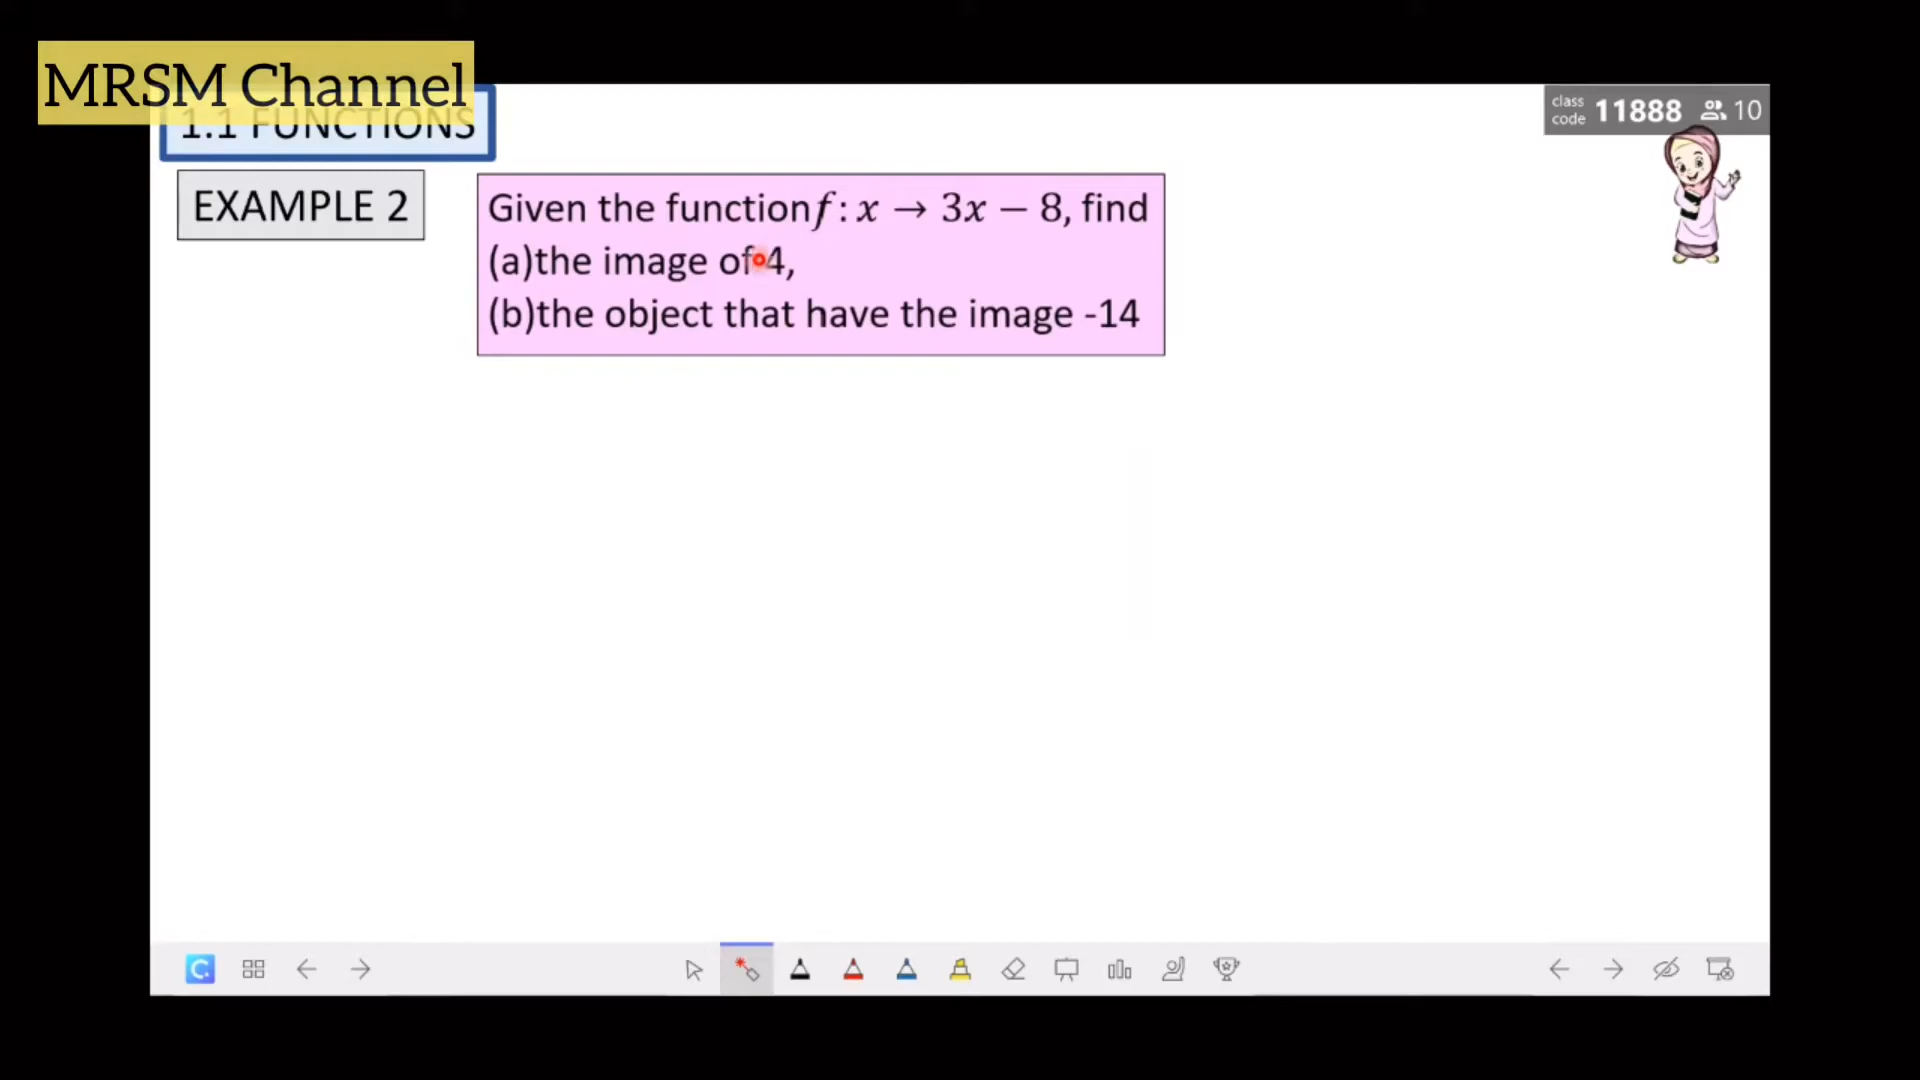 MRSM Channel
1.1 FUNCTIONS
class code 11888 10
EXAMPLE 2
Given the function f : x → 3x − 8, find
(a)the image of 4,
(b)the object that have the image -14